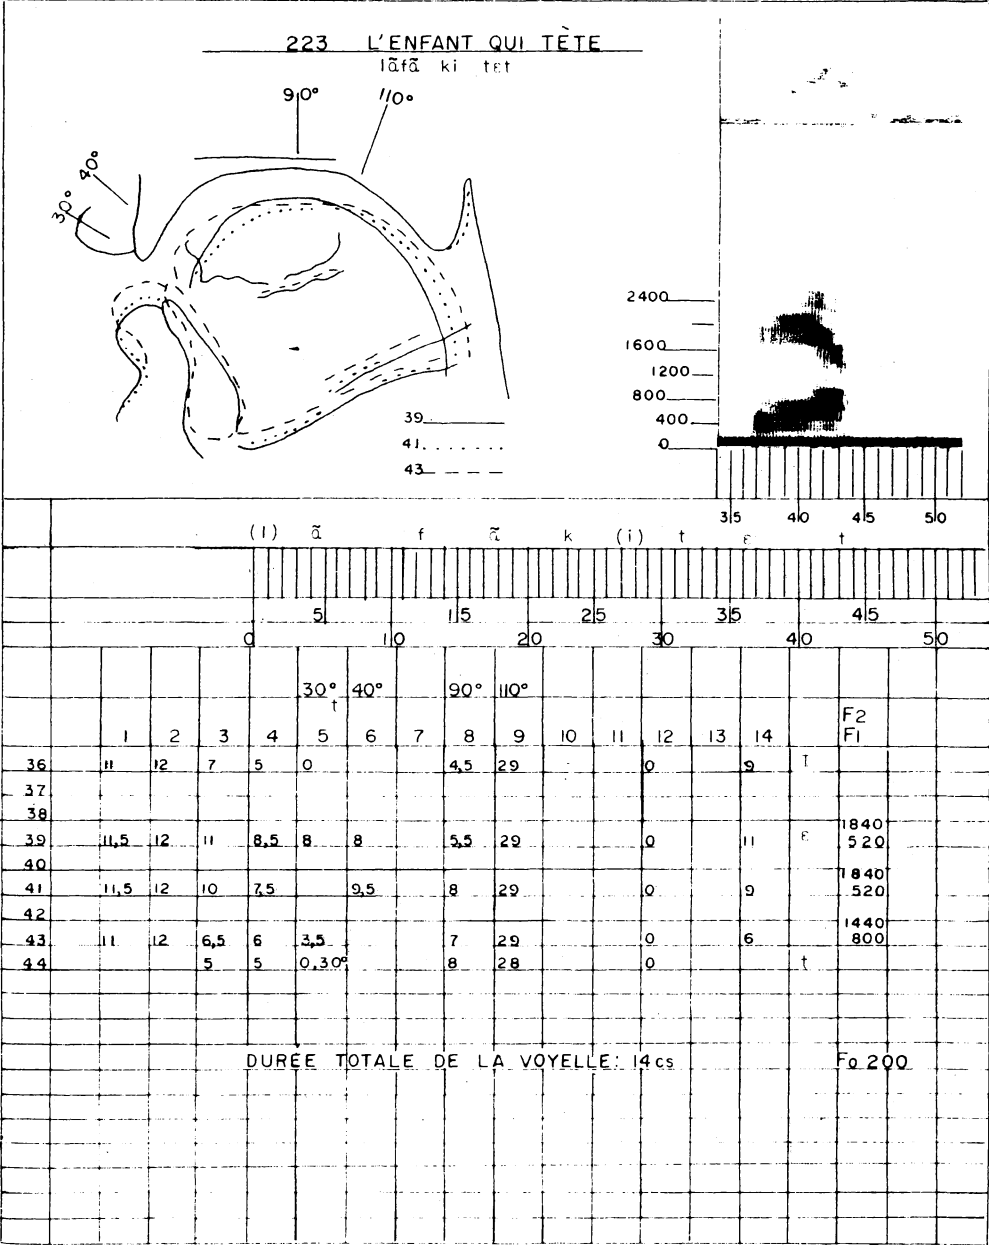 223 L'ENFANT QUI TÈTE
lãfã ki tɛt
90° 110°
30° 40°
2400
1600
1200
800
400
0
39
41
43
35 40 45 50
(l) ã f ã k (i) t ɛ t
5 15 25 35 45
0 10 20 30 40 50
30° 40° 90° 110°
t
F2
1 2 3 4 5 6 7 8 9 10 11 12 13 14 F1
36 11 12 7 5 0 4,5 29 0 9 T
37
38
1840
39 11,5 12 11 8,5 8 8 5,5 29 0 11 ɛ 520
40
1840
41 11,5 12 10 7,5 9,5 8 29 0 9 520
42
1440
43 11 12 6,5 6 3,5 7 29 0 6 800
44 5 5 0,30° 8 28 0 t
DURÉE TOTALE DE LA VOYELLE: 14 cs Fo 200